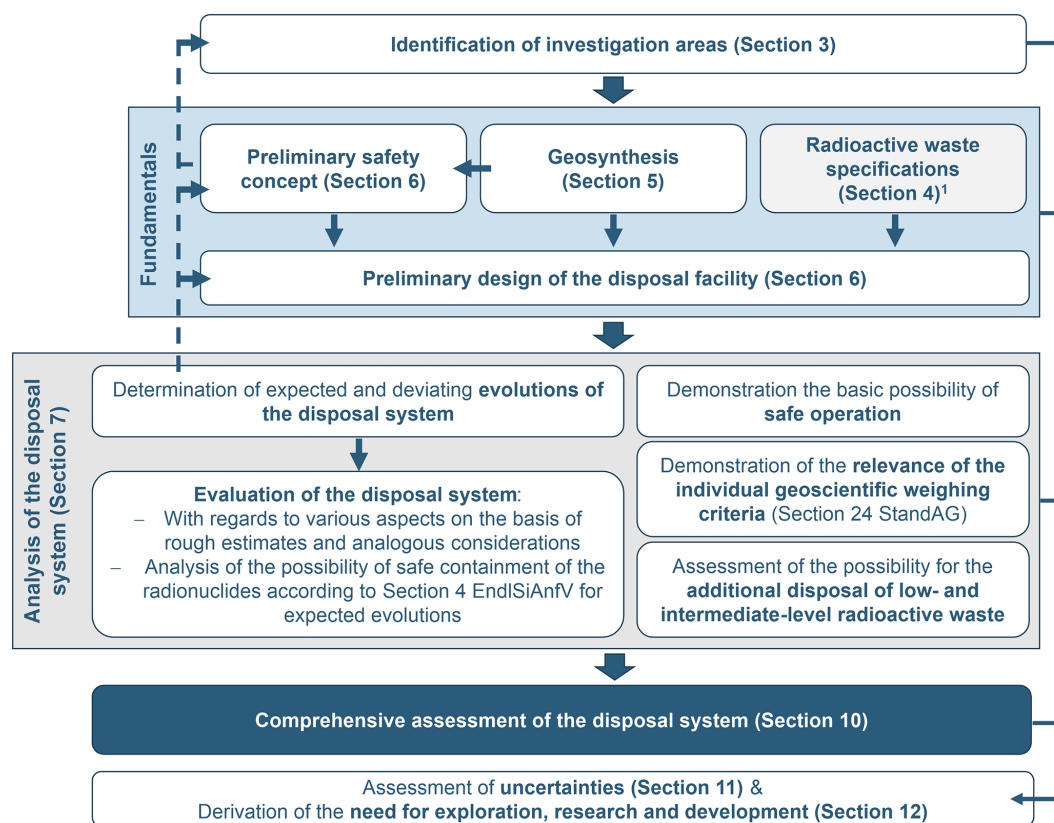 Identification of investigation areas (Section 3)
Fundamentals
Preliminary safety
concept (Section 6)
Geosynthesis
(Section 5)
Radioactive waste
specifications
(Section 4)¹
Preliminary design of the disposal facility (Section 6)
Analysis of the disposal
system (Section 7)
Determination of expected and deviating evolutions of
the disposal system
Evaluation of the disposal system:
– With regards to various aspects on the basis of
rough estimates and analogous considerations
– Analysis of the possibility of safe containment of the
radionuclides according to Section 4 EndlSiAnfV for
expected evolutions
Demonstration the basic possibility of
safe operation
Demonstration of the relevance of the
individual geoscientific weighing
criteria (Section 24 StandAG)
Assessment of the possibility for the
additional disposal of low- and
intermediate-level radioactive waste
Comprehensive assessment of the disposal system (Section 10)
Assessment of uncertainties (Section 11) &
Derivation of the need for exploration, research and development (Section 12)